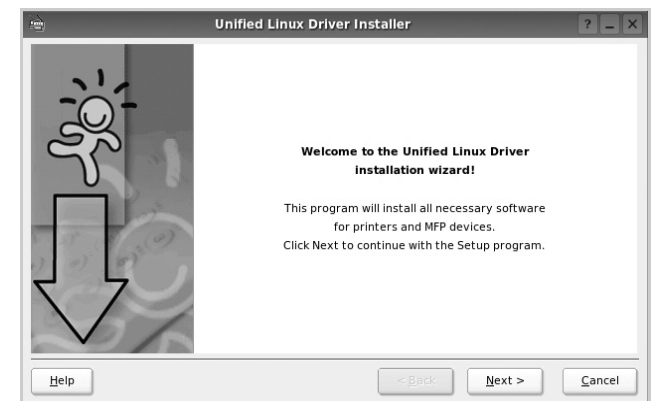 Unified Linux Driver Installer
Welcome to the Unified Linux Driver
installation wizard!
This program will install all necessary software
for printers and MFP devices.
Click Next to continue with the Setup program.
Help
< Back
Next >
Cancel